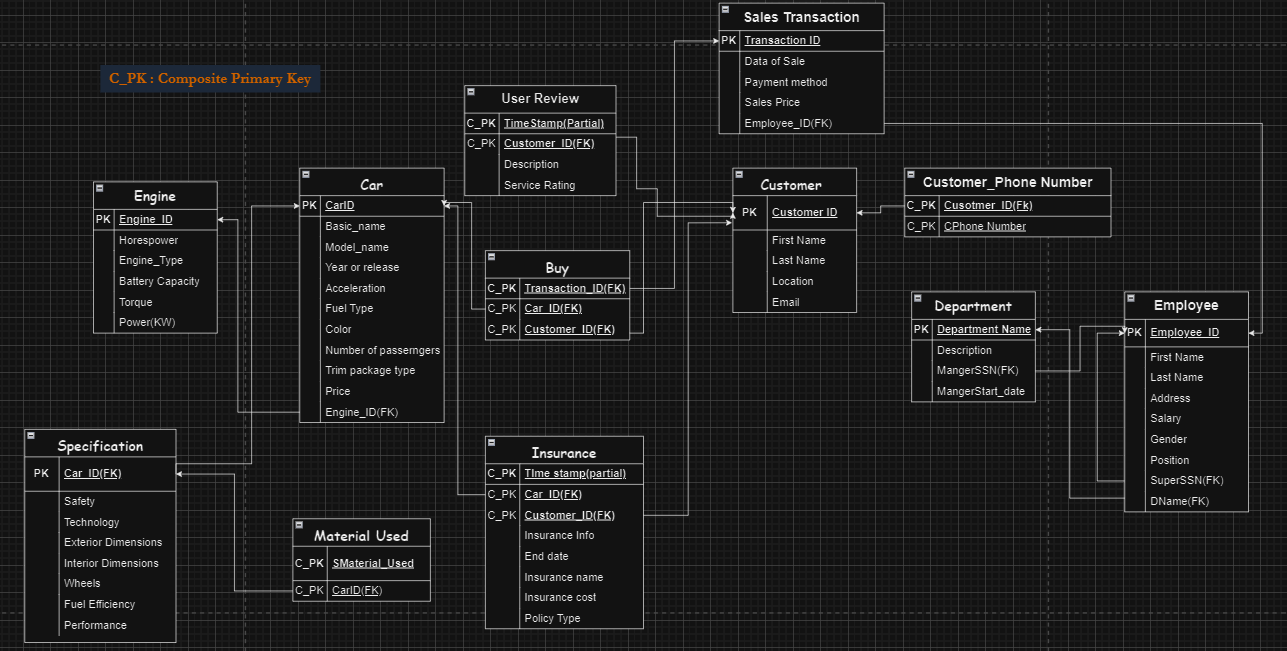 Sales Transaction
PK Transaction ID
Data of Sale
Payment method
Sales Price
Employee_ID(FK)
C_PK : Composite Primary Key
User Review
C_PK TimeStamp(Partial)
C_PK Customer_ID(FK)
Description
Service Rating
Engine
PK Engine_ID
Horespower
Engine_Type
Battery Capacity
Torque
Power(KW)
Car
PK CarID
Basic_name
Model_name
Year or release
Acceleration
Fuel Type
Color
Number of passerngers
Trim package type
Price
Engine_ID(FK)
Customer
PK Customer ID
First Name
Last Name
Location
Email
Customer_Phone Number
C_PK Cusotmer_ID(Fk)
C_PK CPhone Number
Buy
C_PK Transaction_ID(FK)
C_PK Car_ID(FK)
C_PK Customer_ID(FK)
Department
PK Department Name
Description
MangerSSN(FK)
MangerStart_date
Employee
PK Employee_ID
First Name
Last Name
Address
Salary
Gender
Position
SuperSSN(FK)
DName(FK)
Specification
PK Car_ID(FK)
Safety
Technology
Exterior Dimensions
Interior Dimensions
Wheels
Fuel Efficiency
Performance
Material Used
C_PK SMaterial_Used
C_PK CarID(FK)
Insurance
C_PK TIme stamp(partial)
C_PK Car_ID(FK)
C_PK Customer_ID(FK)
Insurance Info
End date
Insurance name
Insurance cost
Policy Type